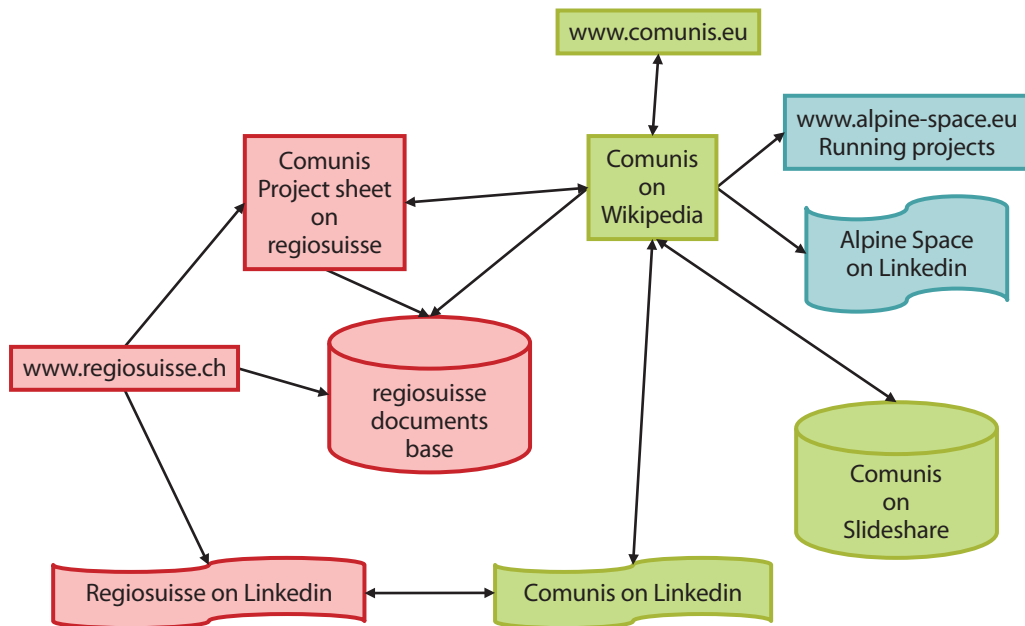 www.comunis.eu
www.alpine-space.eu
Running projects
Comunis
Project sheet
on
regiosuisse
Comunis
on
Wikipedia
Alpine Space
on Linkedin
www.regiosuisse.ch
regiosuisse
documents
base
Comunis
on
Slideshare
Regiosuisse on Linkedin
Comunis on Linkedin